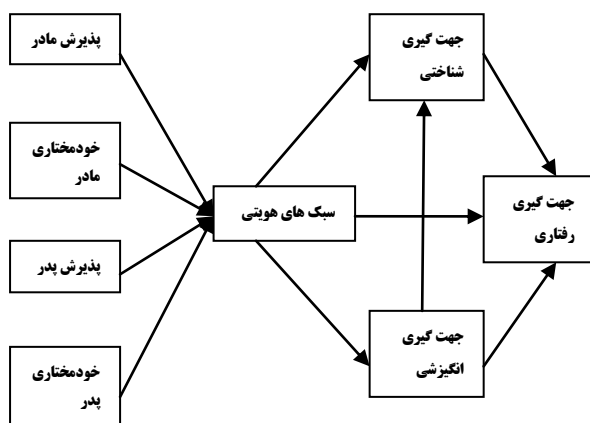 پذیرش مادر
خودمختاری
مادر
پذیرش پدر
خودمختاری
پدر
سبک های هویتی
جهت گیری
شناختی
جهت گیری
رفتاری
جهت گیری
انگیزشی